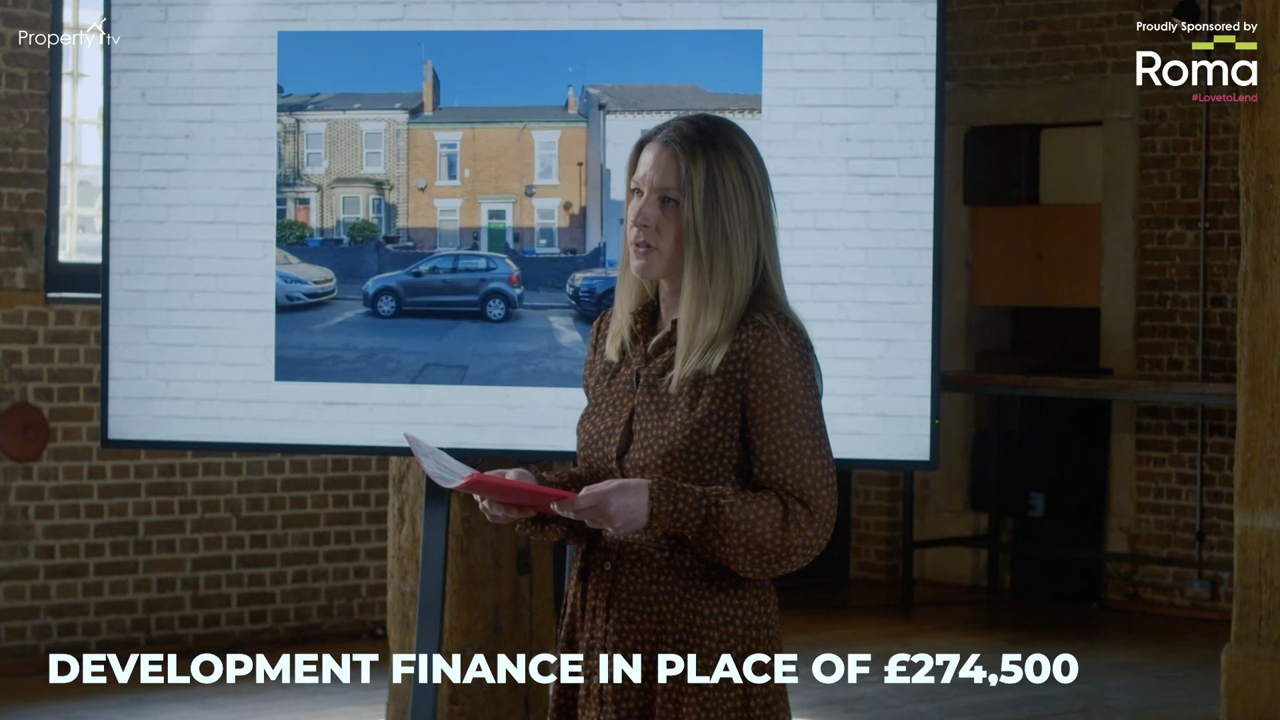 Property tv
Proudly Sponsored by
Roma
#LovetoLend
DEVELOPMENT FINANCE IN PLACE OF £274,500